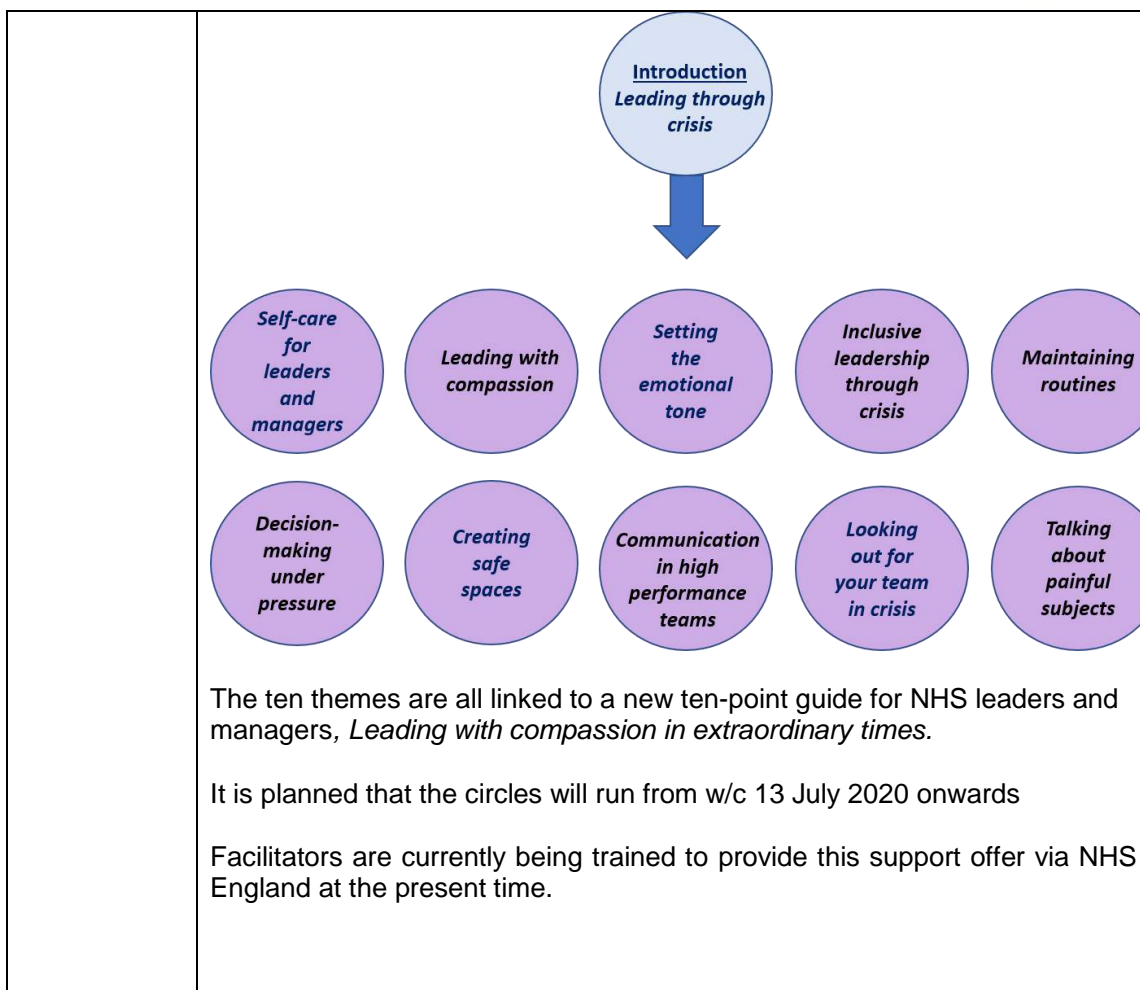 Introduction
Leading through
crisis
Self-care
for
leaders
and
managers
Leading with
compassion
Setting
the
emotional
tone
Inclusive
leadership
through
crisis
Maintaining
routines
Decision-
making
under
pressure
Creating
safe
spaces
Communication
in high
performance
teams
Looking
out for
your team
in crisis
Talking
about
painful
subjects
The ten themes are all linked to a new ten-point guide for NHS leaders and
managers, Leading with compassion in extraordinary times.
It is planned that the circles will run from w/c 13 July 2020 onwards
Facilitators are currently being trained to provide this support offer via NHS
England at the present time.